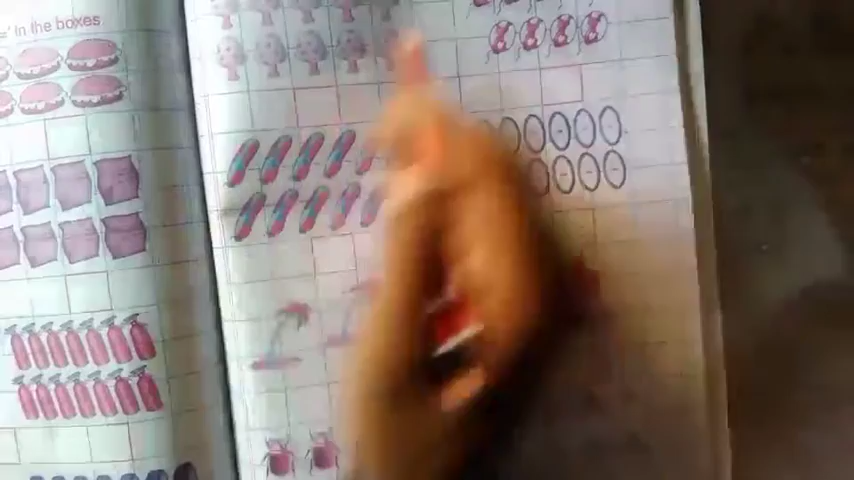 =' in the boxes